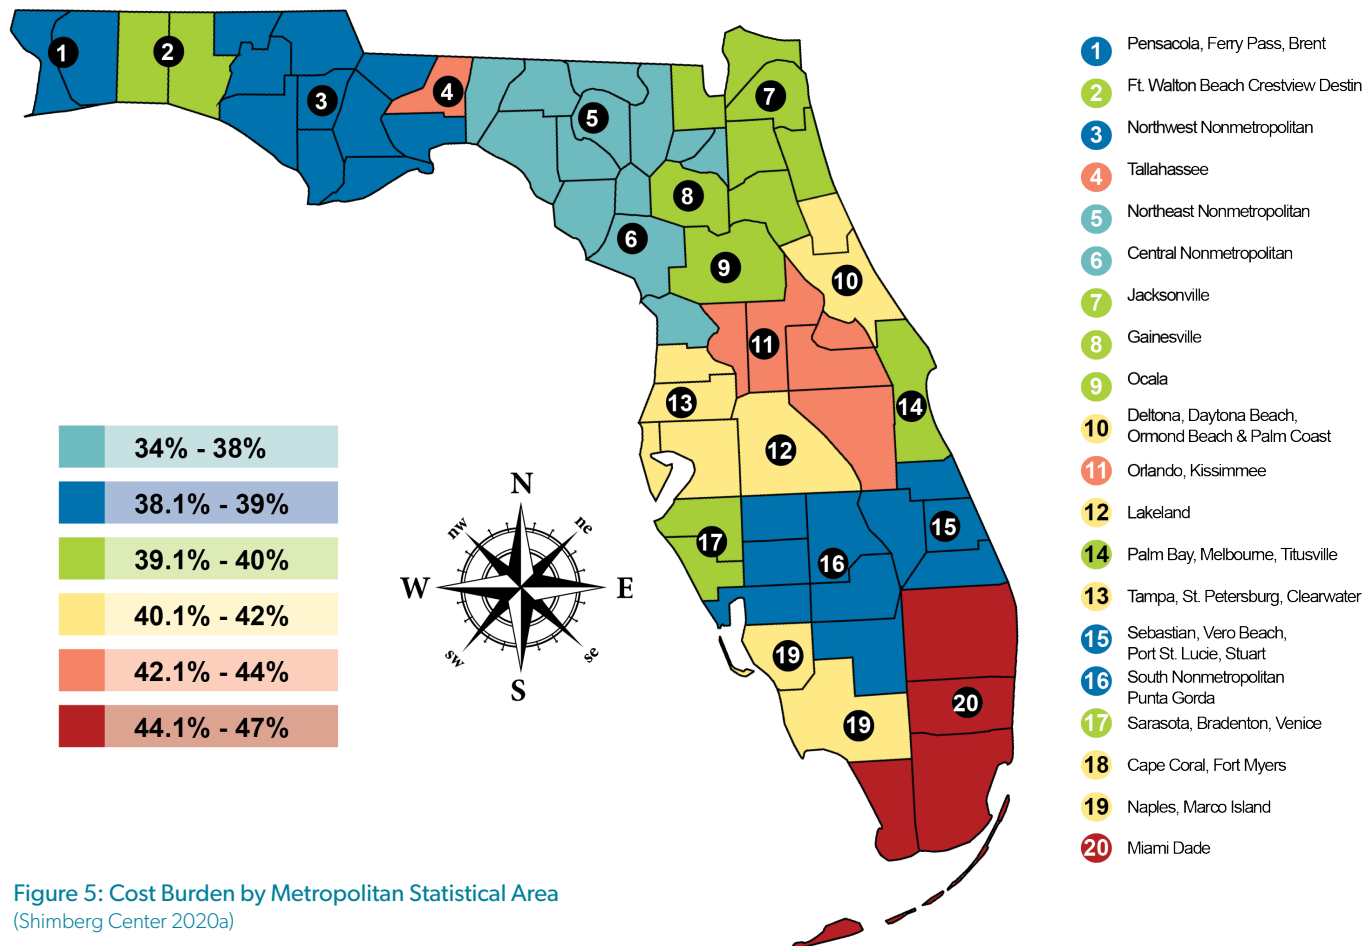 1
2
3
4
5
6
7
8
9
10
11
12
13
14
15
16
17
19
19
20
34% - 38%
38.1% - 39%
39.1% - 40%
40.1% - 42%
42.1% - 44%
44.1% - 47%
N
nw
ne
W
E
sw
se
S
1 Pensacola, Ferry Pass, Brent
2 Ft. Walton Beach Crestview Destin
3 Northwest Nonmetropolitan
4 Tallahassee
5 Northeast Nonmetropolitan
6 Central Nonmetropolitan
7 Jacksonville
8 Gainesville
9 Ocala
10 Deltona, Daytona Beach,
Ormond Beach & Palm Coast
11 Orlando, Kissimmee
12 Lakeland
14 Palm Bay, Melbourne, Titusville
13 Tampa, St. Petersburg, Clearwater
15 Sebastian, Vero Beach,
Port St. Lucie, Stuart
16 South Nonmetropolitan
Punta Gorda
17 Sarasota, Bradenton, Venice
18 Cape Coral, Fort Myers
19 Naples, Marco Island
20 Miami Dade
Figure 5: Cost Burden by Metropolitan Statistical Area
(Shimberg Center 2020a)